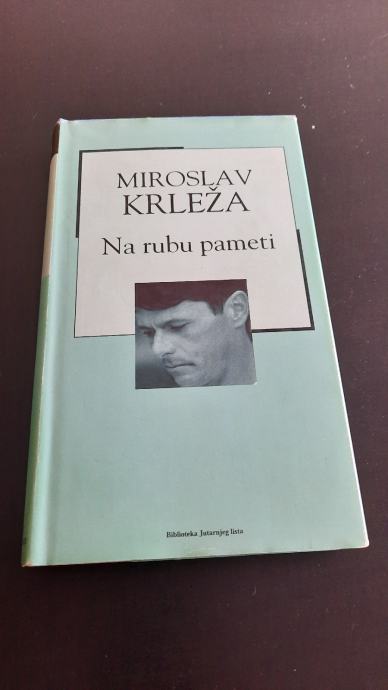 MIROSLAV
KRLEŽA
Na rubu pameti
Biblioteka Jutarnjeg lista